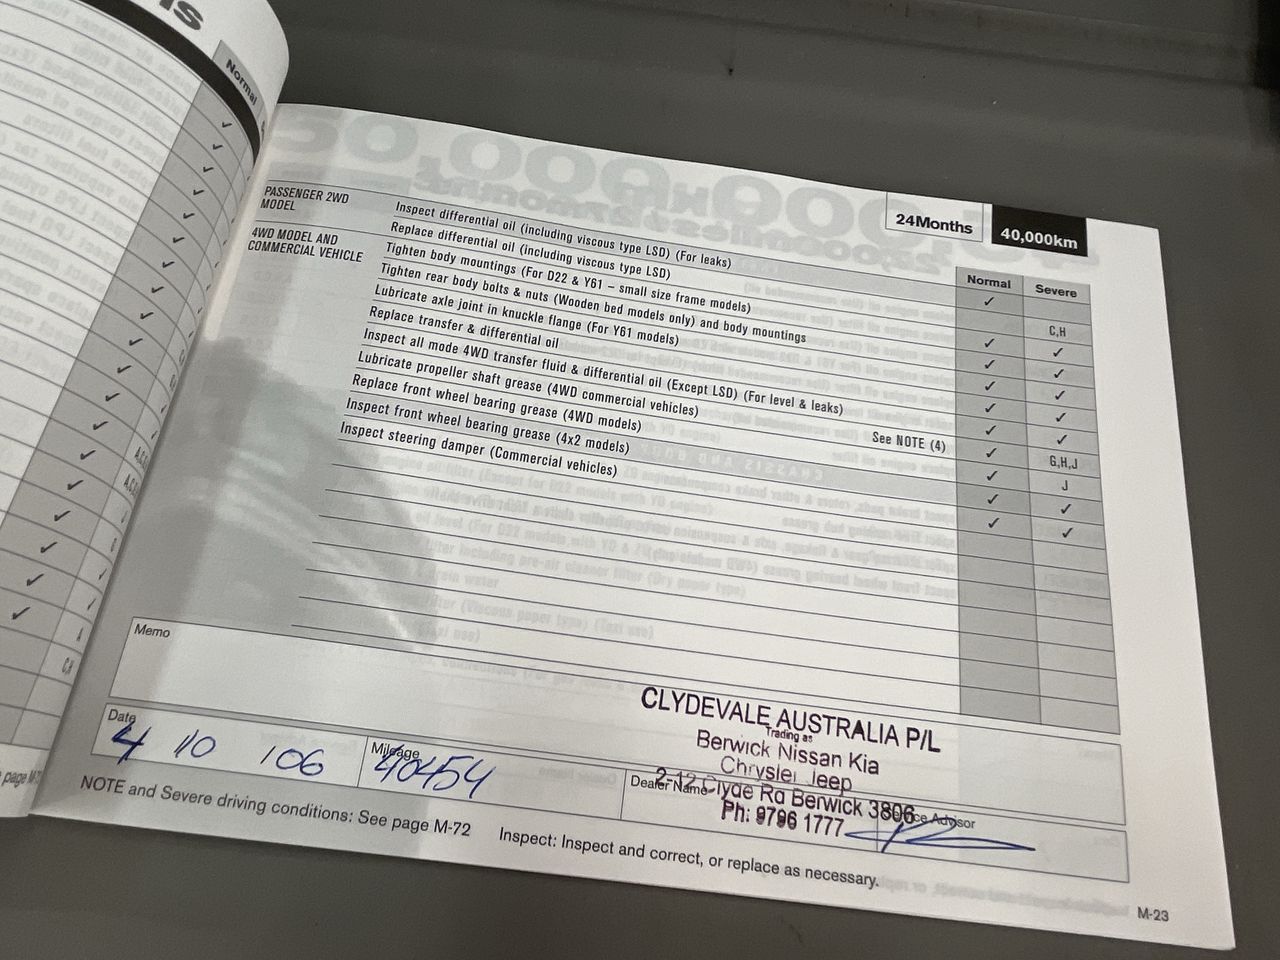 Normal
24Months
40,000km
Normal
Severe
PASSENGER 2WD
MODEL
Inspect differential oil (including viscous type LSD) (For leaks)
✓
Replace differential oil (including viscous type LSD)
C,H
4WD MODEL AND
COMMERCIAL VEHICLE
Tighten body mountings (For D22 & Y61 – small size frame models)
✓ ✓
Tighten rear body bolts & nuts (Wooden bed models only) and body mountings
✓ ✓
Lubricate axle joint in knuckle flange (For Y61 models)
✓ ✓
Replace transfer & differential oil
✓ ✓
Inspect all mode 4WD transfer fluid & differential oil (Except LSD) (For level & leaks)
✓ ✓
Lubricate propeller shaft grease (4WD commercial vehicles) See NOTE (4)
✓ G,H,J
Replace front wheel bearing grease (4WD models)
✓ J
Inspect front wheel bearing grease (4x2 models)
✓ ✓
Inspect steering damper (Commercial vehicles)
✓ ✓
Memo
CLYDEVALE AUSTRALIA P/L
Trading as
Berwick Nissan Kia
Chrysler Jeep
2-12 Clyde Rd Berwick 3806
Ph: 9796 1777
Date
4 / 10 / 06
Mileage
40454
Dealer Name
Advisor
NOTE and Severe driving conditions: See page M-72
Inspect: Inspect and correct, or replace as necessary.
M-23